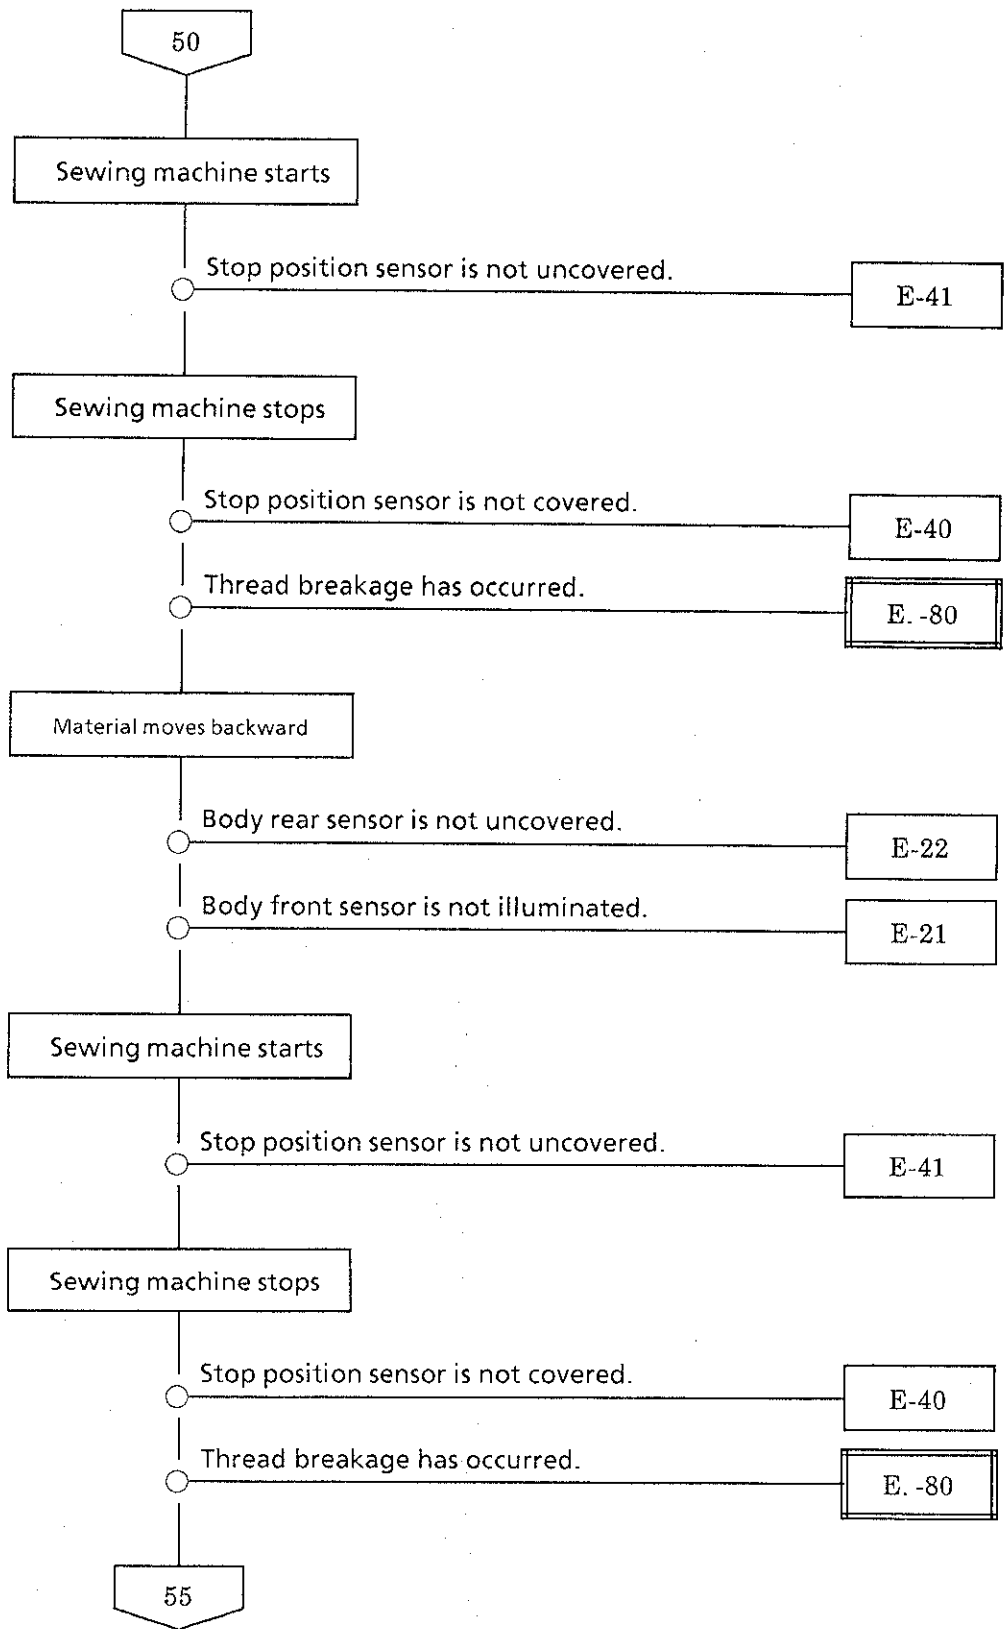 50
Sewing machine starts
Stop position sensor is not uncovered.
E-41
Sewing machine stops
Stop position sensor is not covered.
E-40
Thread breakage has occurred.
E. -80
Material moves backward
Body rear sensor is not uncovered.
E-22
Body front sensor is not illuminated.
E-21
Sewing machine starts
Stop position sensor is not uncovered.
E-41
Sewing machine stops
Stop position sensor is not covered.
E-40
Thread breakage has occurred.
E. -80
55